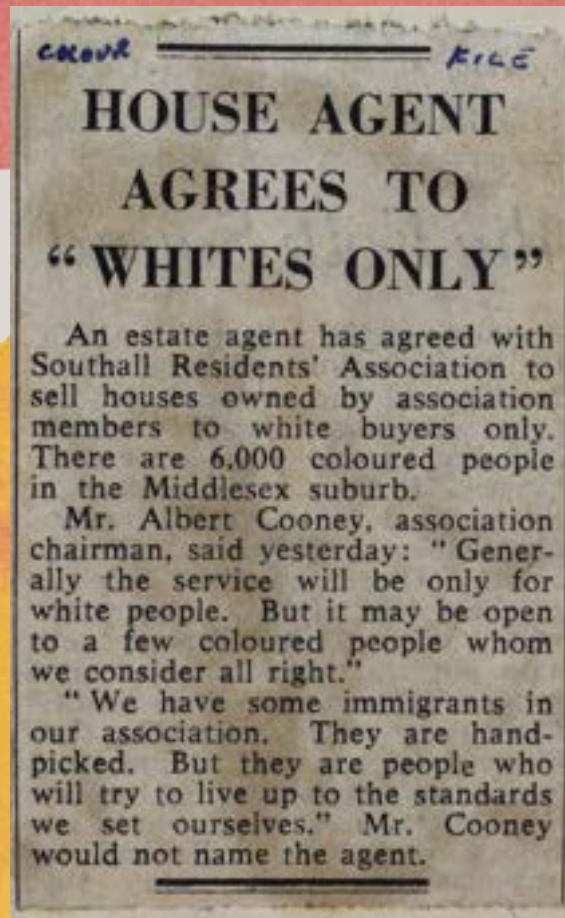 COLOUR FILE
HOUSE AGENT
AGREES TO
“ WHITES ONLY ”
An estate agent has agreed with
Southall Residents' Association to
sell houses owned by association
members to white buyers only.
There are 6,000 coloured people
in the Middlesex suburb.
Mr. Albert Cooney, association
chairman, said yesterday: “ Gener-
ally the service will be only for
white people. But it may be open
to a few coloured people whom
we consider all right.”
“ We have some immigrants in
our association. They are hand-
picked. But they are people who
will try to live up to the standards
we set ourselves.” Mr. Cooney
would not name the agent.